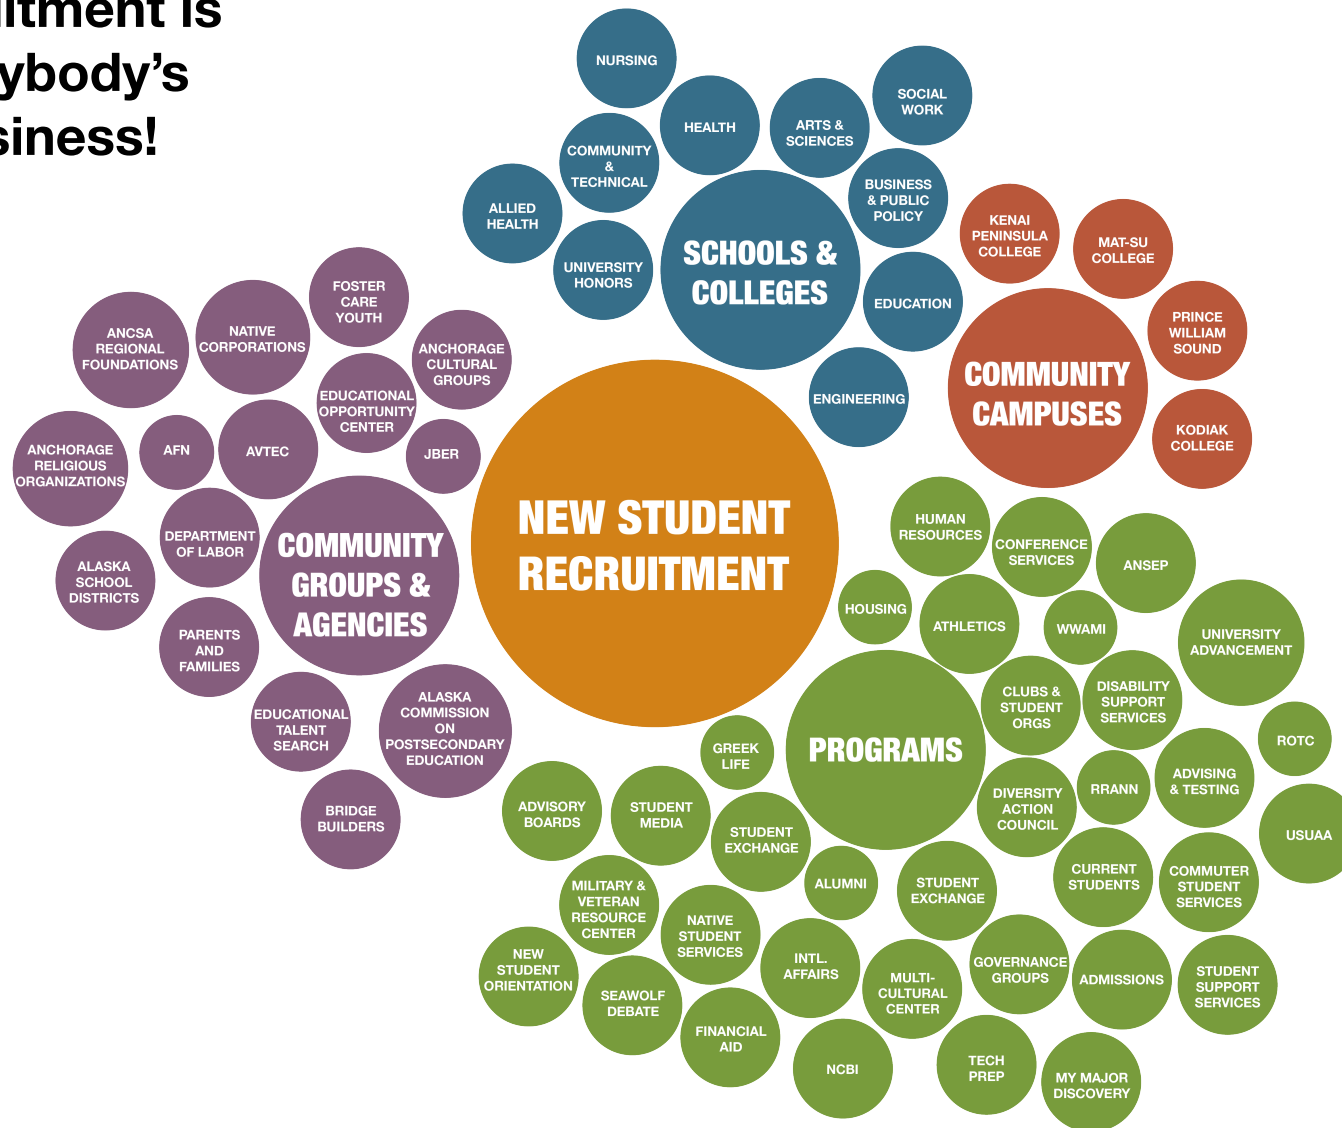 itment is
ybody's
siness!
NURSING
HEALTH
ARTS &
SCIENCES
SOCIAL
WORK
COMMUNITY
&
TECHNICAL
ALLIED
HEALTH
UNIVERSITY
HONORS
BUSINESS
& PUBLIC
POLICY
SCHOOLS &
COLLEGES
EDUCATION
ENGINEERING
KENAI
PENINSULA
COLLEGE
MAT-SU
COLLEGE
PRINCE
WILLIAM
SOUND
COMMUNITY
CAMPUSES
KODIAK
COLLEGE
FOSTER
CARE
YOUTH
ANCSA
REGIONAL
FOUNDATIONS
NATIVE
CORPORATIONS
ANCHORAGE
CULTURAL
GROUPS
EDUCATIONAL
OPPORTUNITY
CENTER
ANCHORAGE
RELIGIOUS
ORGANIZATIONS
AFN
AVTEC
JBER
DEPARTMENT
OF LABOR
COMMUNITY
GROUPS &
AGENCIES
ALASKA
SCHOOL
DISTRICTS
PARENTS
AND
FAMILIES
EDUCATIONAL
TALENT
SEARCH
ALASKA
COMMISSION
ON
POSTSECONDARY
EDUCATION
BRIDGE
BUILDERS
NEW STUDENT
RECRUITMENT
HUMAN
RESOURCES
CONFERENCE
SERVICES
ANSEP
HOUSING
ATHLETICS
WWAMI
UNIVERSITY
ADVANCEMENT
PROGRAMS
CLUBS &
STUDENT
ORGS
DISABILITY
SUPPORT
SERVICES
ROTC
GREEK
LIFE
DIVERSITY
ACTION
COUNCIL
RRANN
ADVISING
& TESTING
USUAA
ADVISORY
BOARDS
STUDENT
MEDIA
STUDENT
EXCHANGE
ALUMNI
STUDENT
EXCHANGE
CURRENT
STUDENTS
COMMUTER
STUDENT
SERVICES
MILITARY &
VETERAN
RESOURCE
CENTER
NATIVE
STUDENT
SERVICES
INTL.
AFFAIRS
MULTI-
CULTURAL
CENTER
GOVERNANCE
GROUPS
ADMISSIONS
STUDENT
SUPPORT
SERVICES
NEW
STUDENT
ORIENTATION
SEAWOLF
DEBATE
FINANCIAL
AID
NCBI
TECH
PREP
MY MAJOR
DISCOVERY